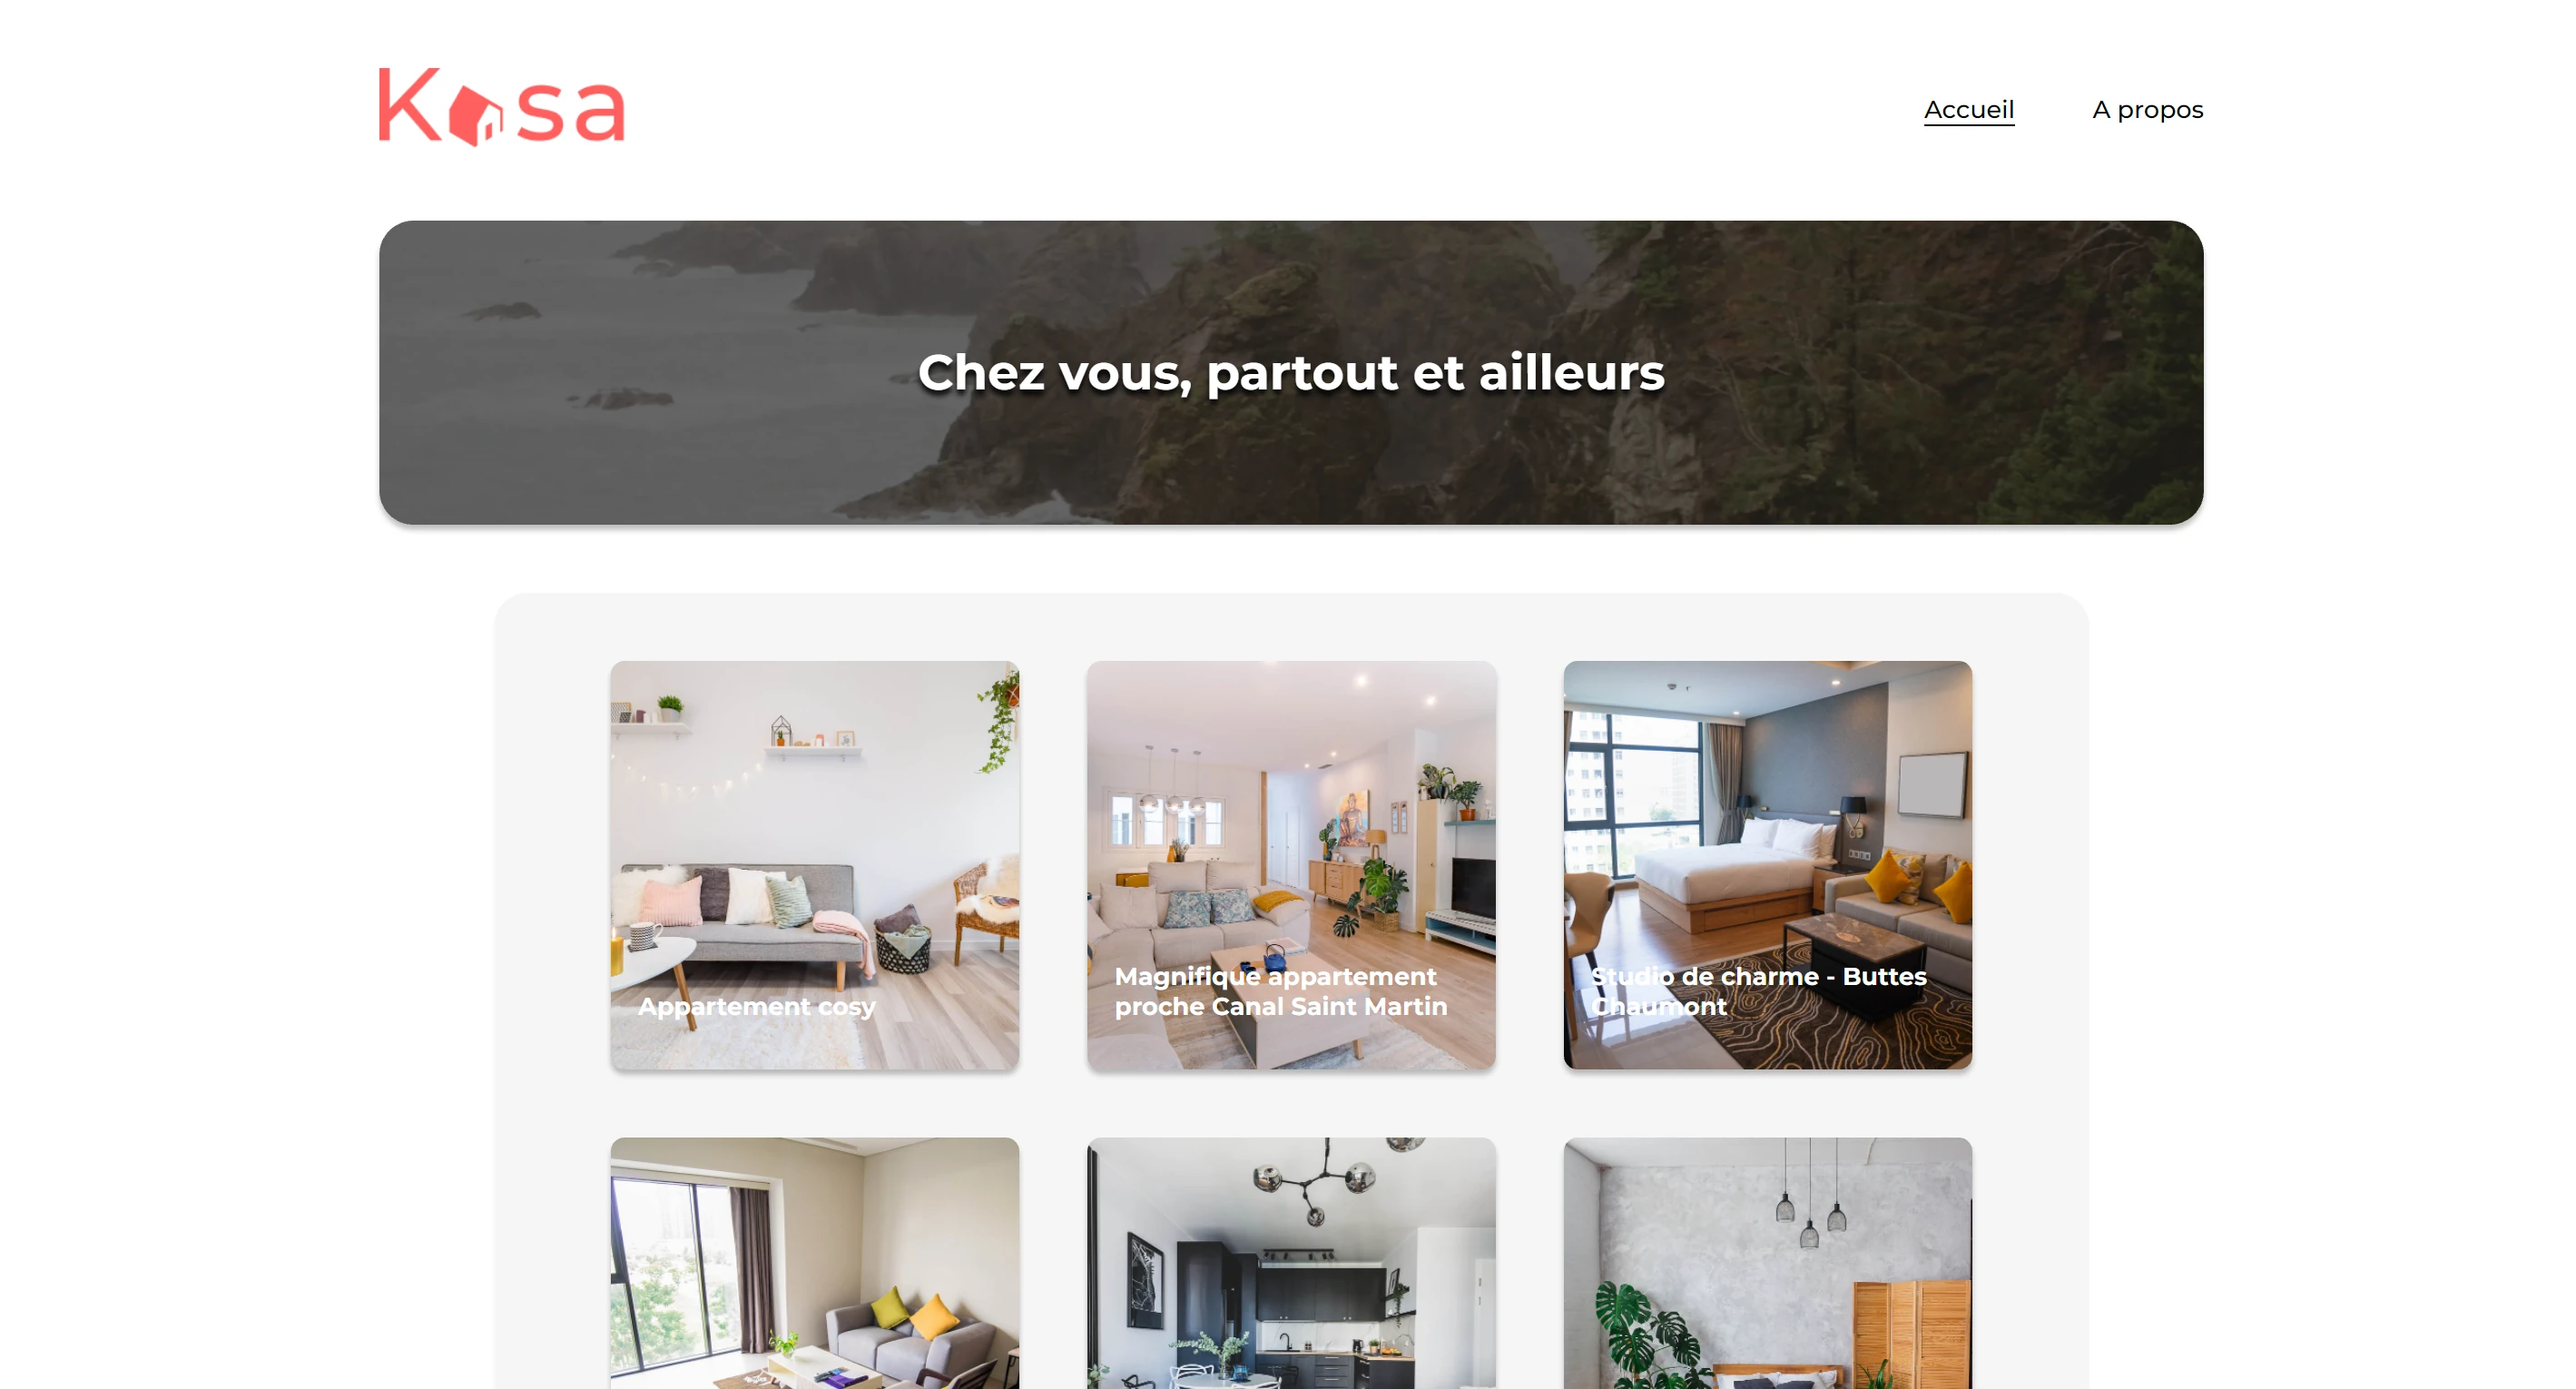 Kasa
Accueil
A propos
Chez vous, partout et ailleurs
Appartement cosy
Magnifique appartement
proche Canal Saint Martin
Studio de charme - Buttes
Chaumont